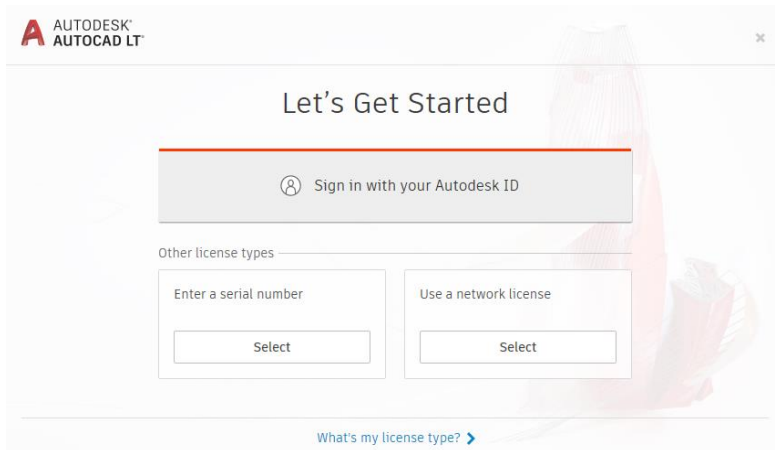 AUTODESK®
AUTOCAD LT®
Let's Get Started
Sign in with your Autodesk ID
Other license types
Enter a serial number
Use a network license
Select
Select
What's my license type?